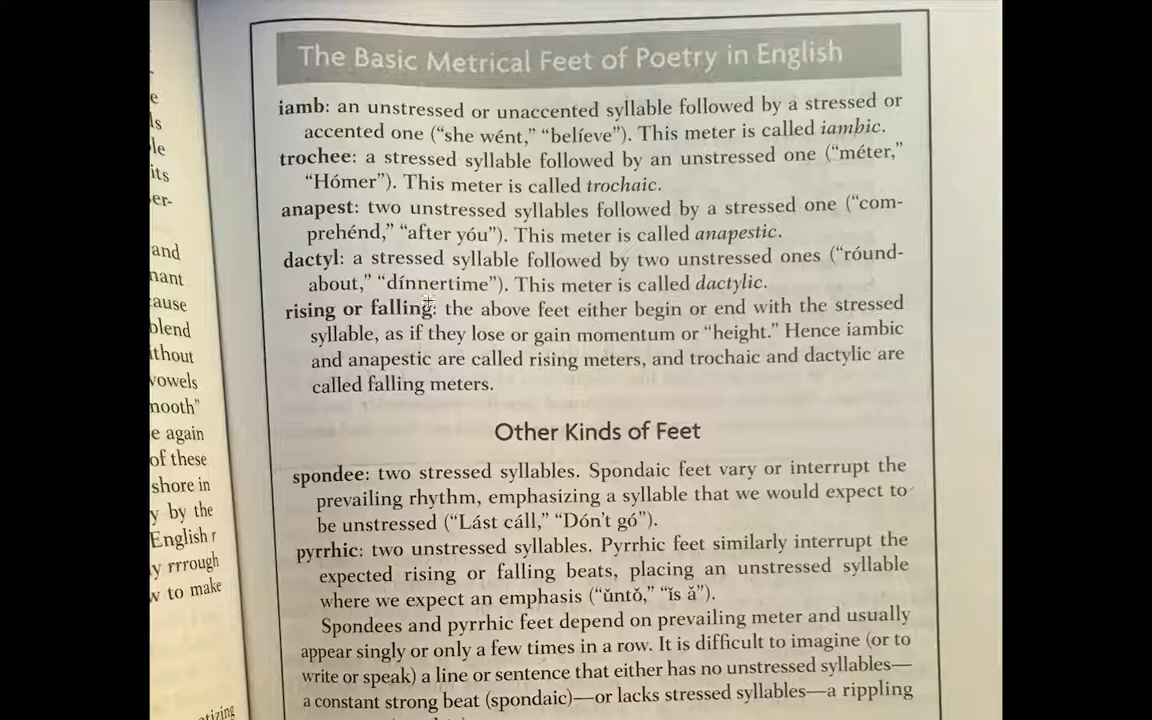 The Basic Metrical Feet of Poetry in English
iamb: an unstressed or unaccented syllable followed by a stressed or
accented one (“she wént,” “belíeve”). This meter is called iambic.
trochee: a stressed syllable followed by an unstressed one (“méter,”
“Hómer”). This meter is called trochaic.
anapest: two unstressed syllables followed by a stressed one (“com-
prehénd,” “after yóu”). This meter is called anapestic.
dactyl: a stressed syllable followed by two unstressed ones (“róund-
about,” “dínnertime”). This meter is called dactylic.
rising or falling: the above feet either begin or end with the stressed
syllable, as if they lose or gain momentum or “height.” Hence iambic
and anapestic are called rising meters, and trochaic and dactylic are
called falling meters.
Other Kinds of Feet
spondee: two stressed syllables. Spondaic feet vary or interrupt the
prevailing rhythm, emphasizing a syllable that we would expect to
be unstressed (“Lást cáll,” “Dón’t gó”).
pyrrhic: two unstressed syllables. Pyrrhic feet similarly interrupt the
expected rising or falling beats, placing an unstressed syllable
where we expect an emphasis (“ŭntŏ,” “ĭs ă”).
Spondees and pyrrhic feet depend on prevailing meter and usually
appear singly or only a few times in a row. It is difficult to imagine (or to
write or speak) a line or sentence that either has no unstressed syllables—
a constant strong beat (spondaic)—or lacks stressed syllables—a rippling
e
ls
le
its
er-
and
nant
cause
blend
ithout
vowels
nooth”
e again
of these
shore in
y by the
English r
y rrrough
w to make